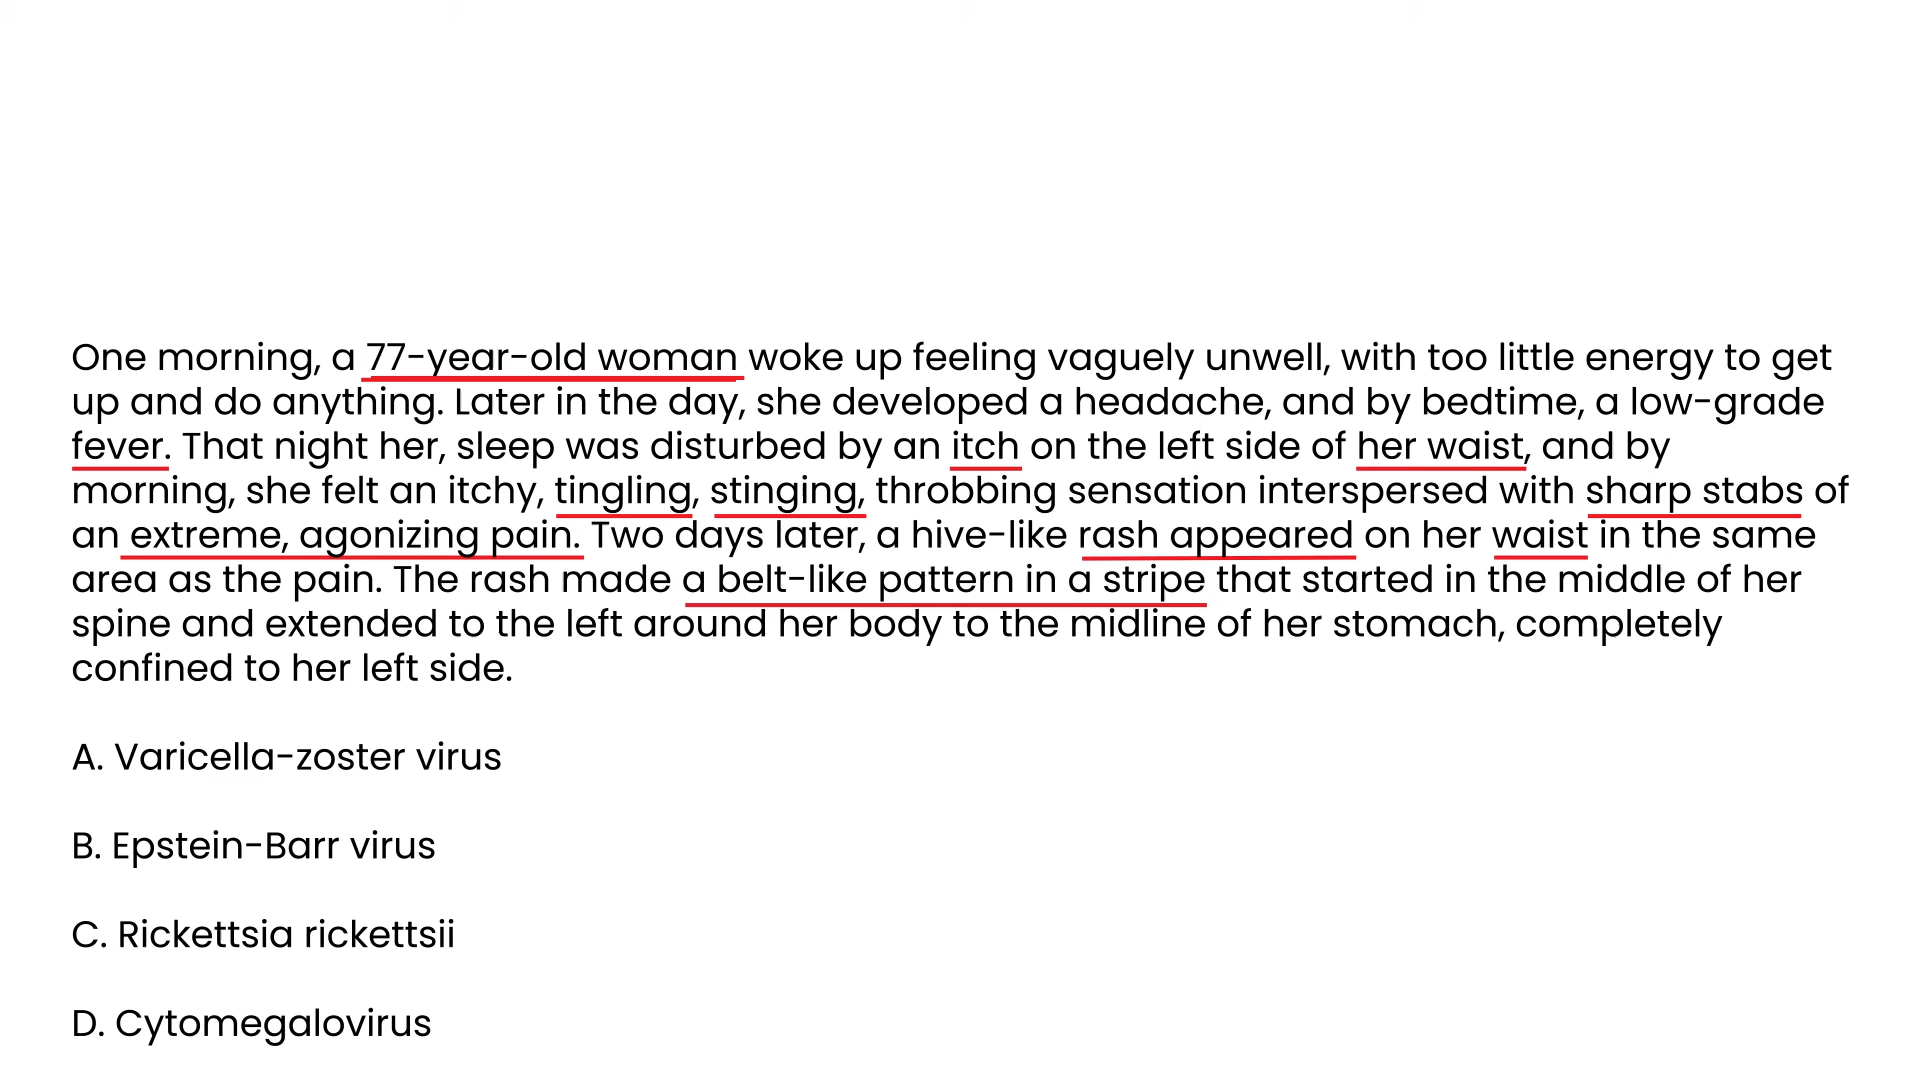 One morning, a 77-year-old woman woke up feeling vaguely unwell, with too little energy to get
up and do anything. Later in the day, she developed a headache, and by bedtime, a low-grade
fever. That night her, sleep was disturbed by an itch on the left side of her waist, and by
morning, she felt an itchy, tingling, stinging, throbbing sensation interspersed with sharp stabs of
an extreme, agonizing pain. Two days later, a hive-like rash appeared on her waist in the same
area as the pain. The rash made a belt-like pattern in a stripe that started in the middle of her
spine and extended to the left around her body to the midline of her stomach, completely
confined to her left side.
A. Varicella-zoster virus
B. Epstein-Barr virus
C. Rickettsia rickettsii
D. Cytomegalovirus